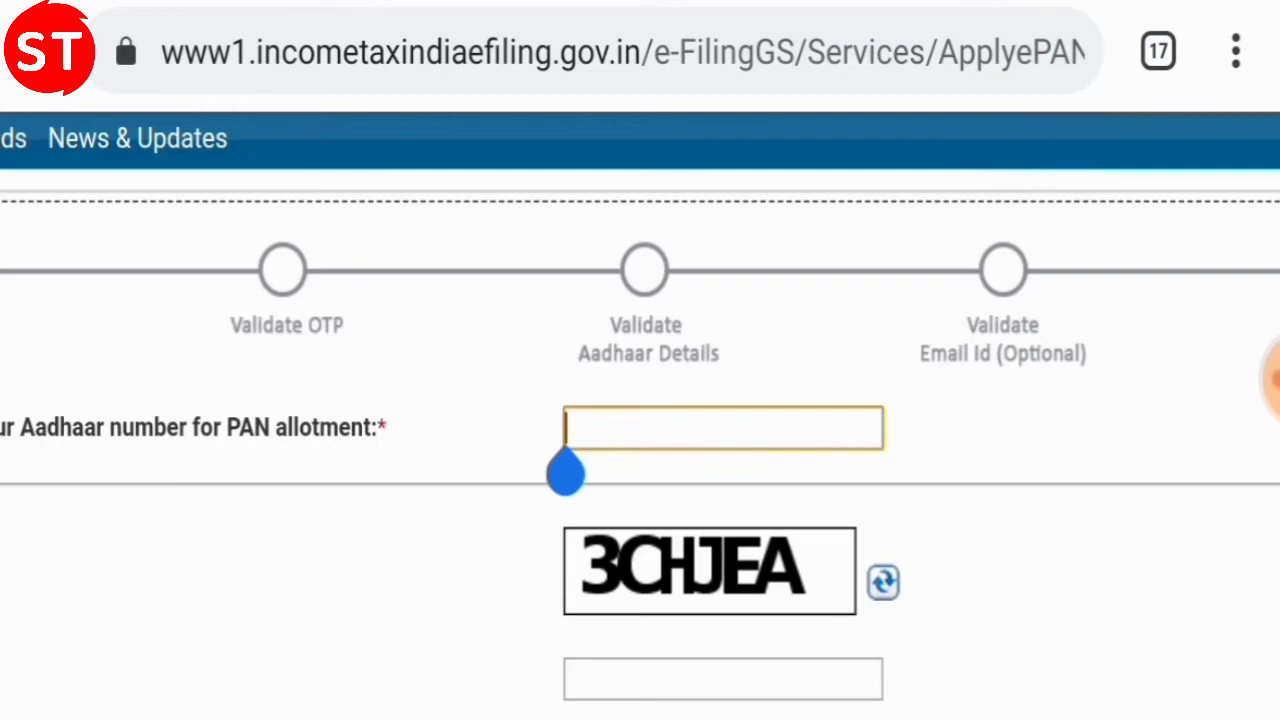 ST
www1.incometaxindiaefiling.gov.in/e-FilingGS/Services/ApplyePAN
17
ds News & Updates
Validate OTP
Validate
Aadhaar Details
Validate
Email Id (Optional)
ur Aadhaar number for PAN allotment:*
3CHJEA